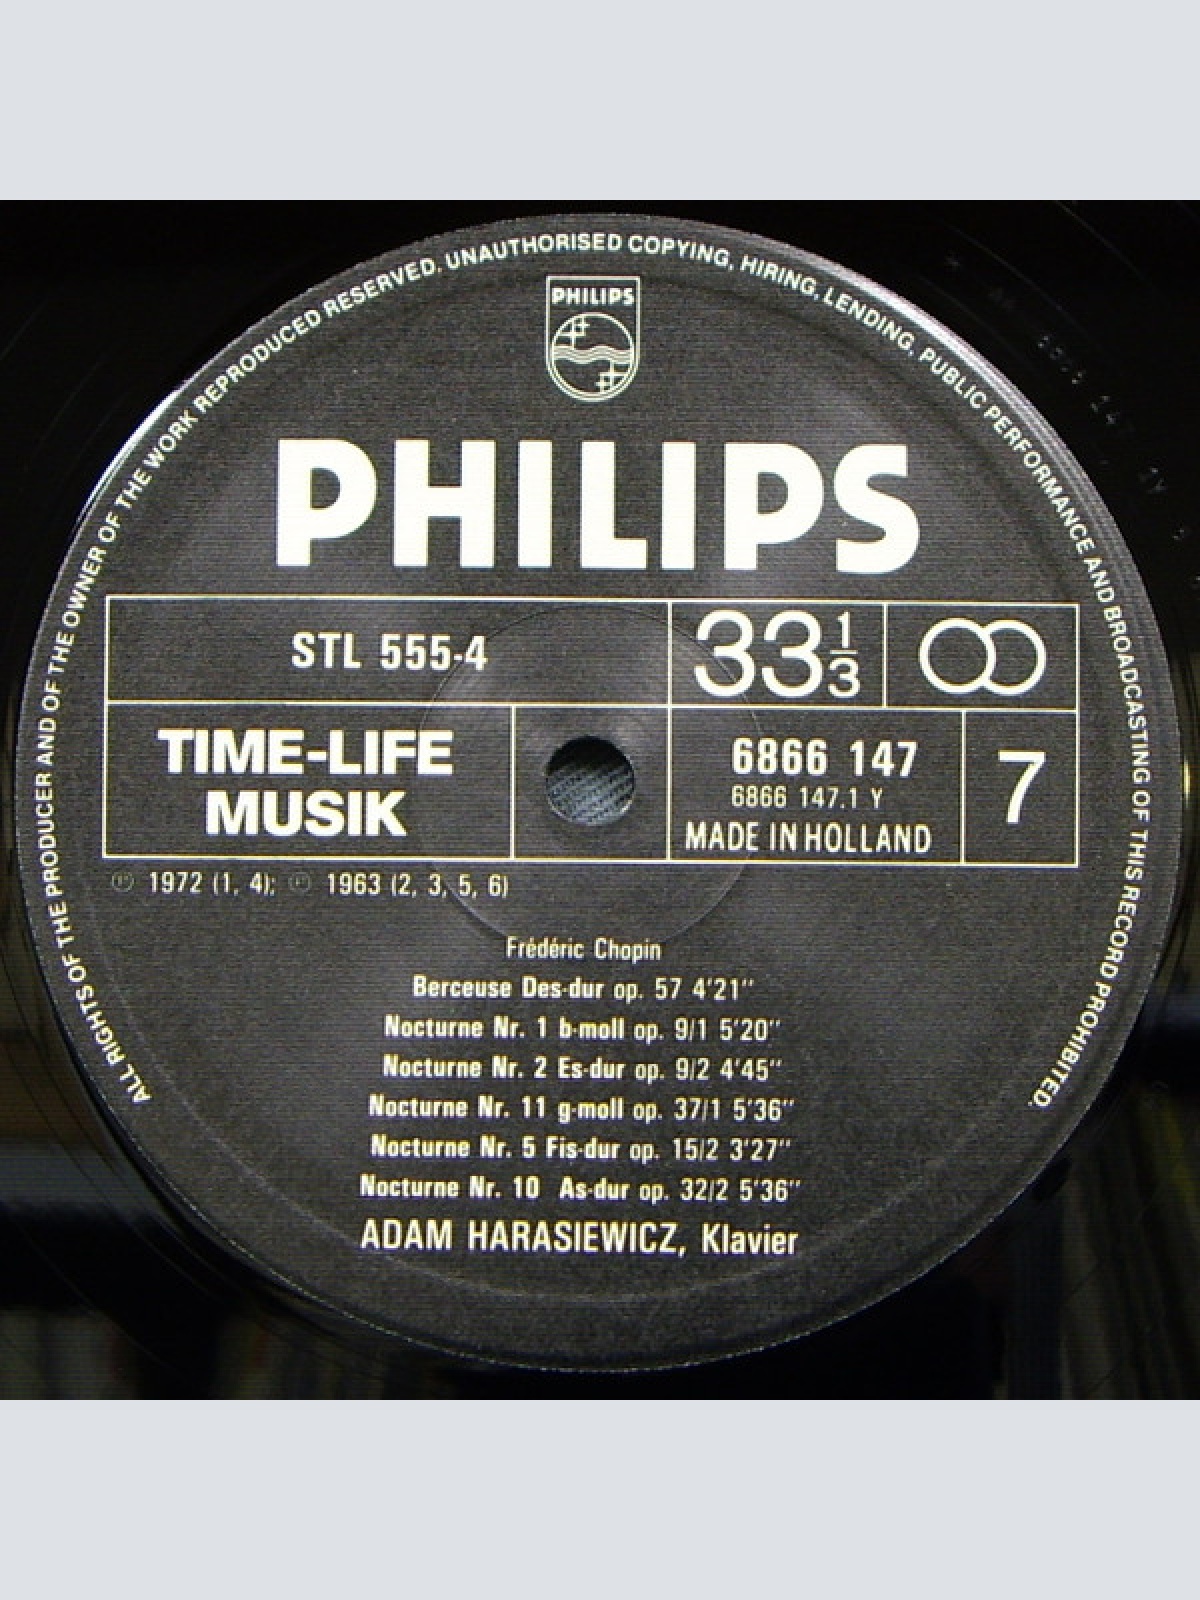 ALL RIGHTS OF THE PRODUCER AND OF THE OWNER OF THE WORK REPRODUCED RESERVED. UNAUTHORISED COPYING, HIRING, LENDING, PUBLIC PERFORMANCE AND BROADCASTING OF THIS RECORD PROHIBITED.
PHILIPS
PHILIPS
STL 555-4
33 1/3
TIME-LIFE
MUSIK
6866 147
6866 147.1 Y
MADE IN HOLLAND
7
℗ 1972 (1, 4); ℗ 1963 (2, 3, 5, 6)
Frédéric Chopin
Berceuse Des-dur op. 57 4'21''
Nocturne Nr. 1 b-moll op. 9/1 5'20''
Nocturne Nr. 2 Es-dur op. 9/2 4'45''
Nocturne Nr. 11 g-moll op. 37/1 5'36''
Nocturne Nr. 5 Fis-dur op. 15/2 3'27''
Nocturne Nr. 10 As-dur op. 32/2 5'36''
ADAM HARASIEWICZ, Klavier